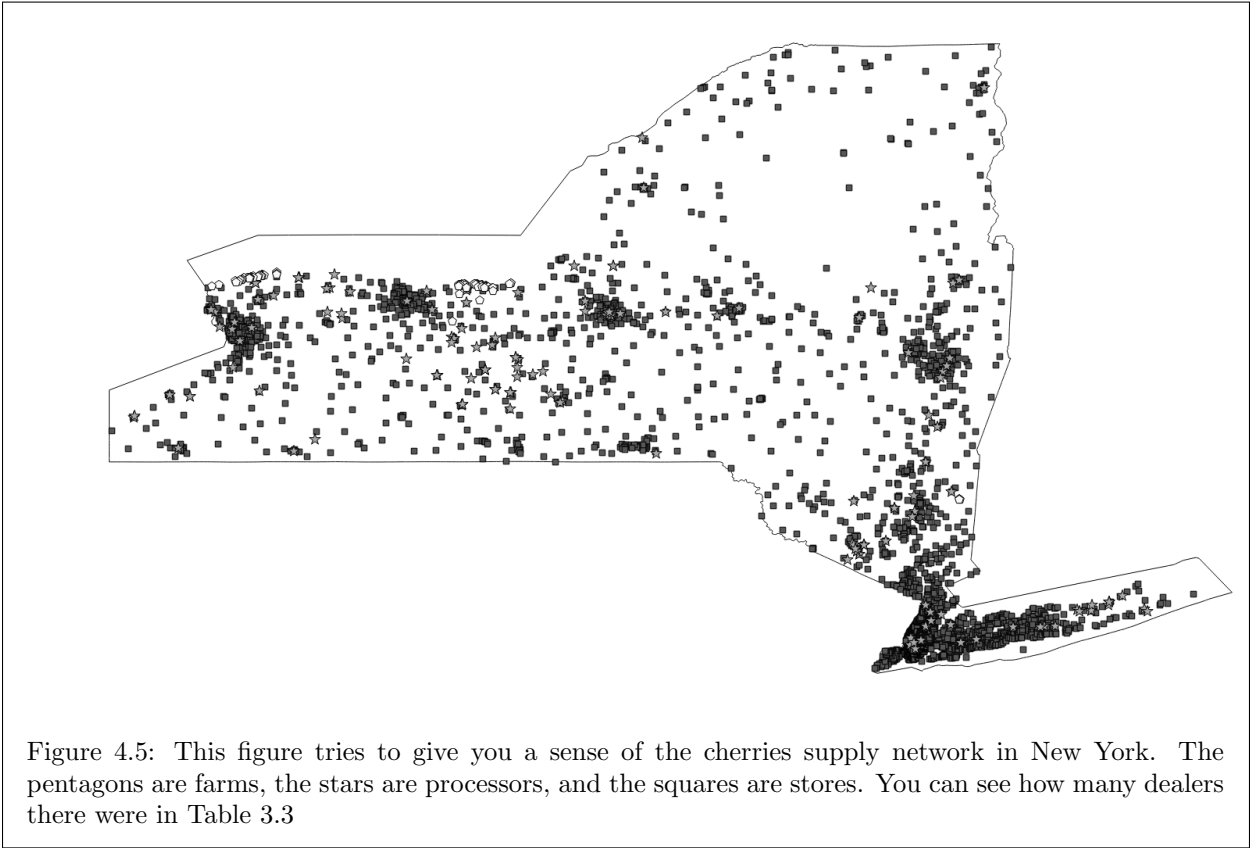 Figure 4.5: This figure tries to give you a sense of the cherries supply network in New York. The
pentagons are farms, the stars are processors, and the squares are stores. You can see how many dealers
there were in Table 3.3